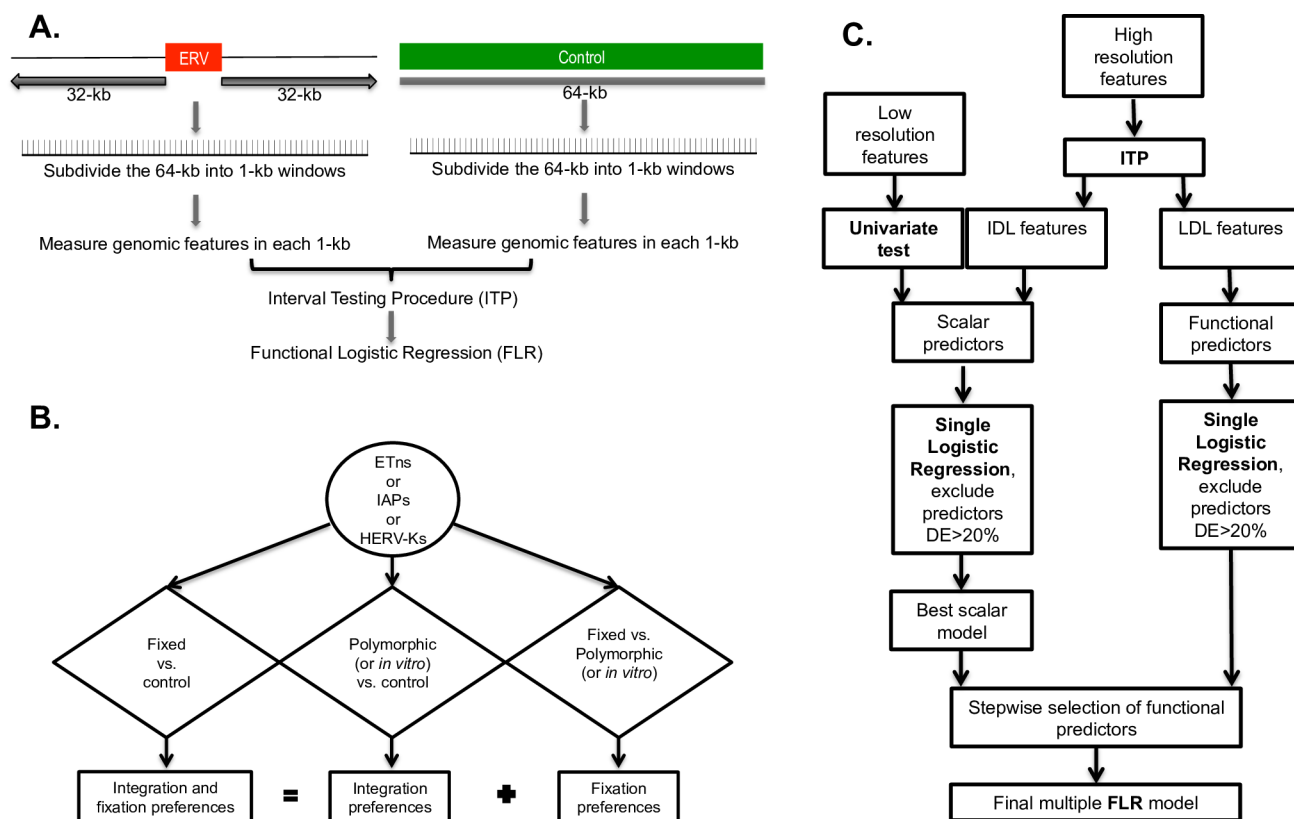 A.
ERV
32-kb
32-kb
Subdivide the 64-kb into 1-kb windows
Measure genomic features in each 1-kb
Control
64-kb
Subdivide the 64-kb into 1-kb windows
Measure genomic features in each 1-kb
Interval Testing Procedure (ITP)
Functional Logistic Regression (FLR)
B.
ETns
or
IAPs
or
HERV-Ks
Fixed
vs.
control
Polymorphic
(or in vitro)
vs. control
Fixed vs.
Polymorphic
(or in vitro)
Integration and
fixation preferences
=
Integration
preferences
+
Fixation
preferences
C.
High
resolution
features
Low
resolution
features
ITP
Univariate
test
IDL features
LDL features
Scalar
predictors
Functional
predictors
Single
Logistic
Regression,
exclude
predictors
DE>20%
Single
Logistic
Regression,
exclude
predictors
DE>20%
Best scalar
model
Stepwise selection of functional
predictors
Final multiple FLR model